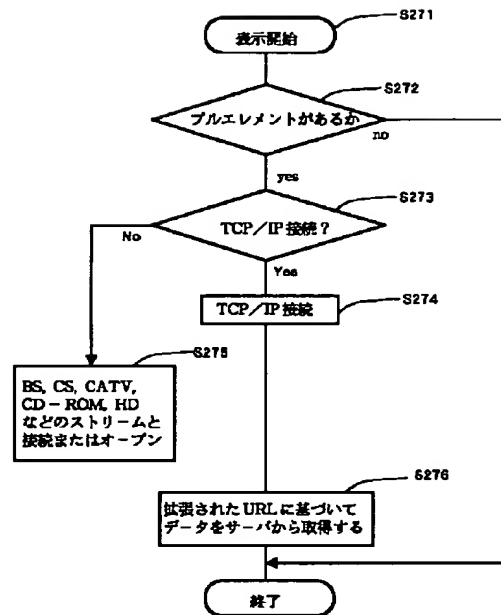 S271
表示開始
S272
プルエレメントがあるか
no
yes
S273
TCP／IP接続？
No
Yes
S274
TCP／IP接続
S275
BS, CS, CATV,
CD－ROM, HD
などのストリームと
接続またはオープン
S276
拡張されたURLに基づいて
データをサーバから取得する
終了